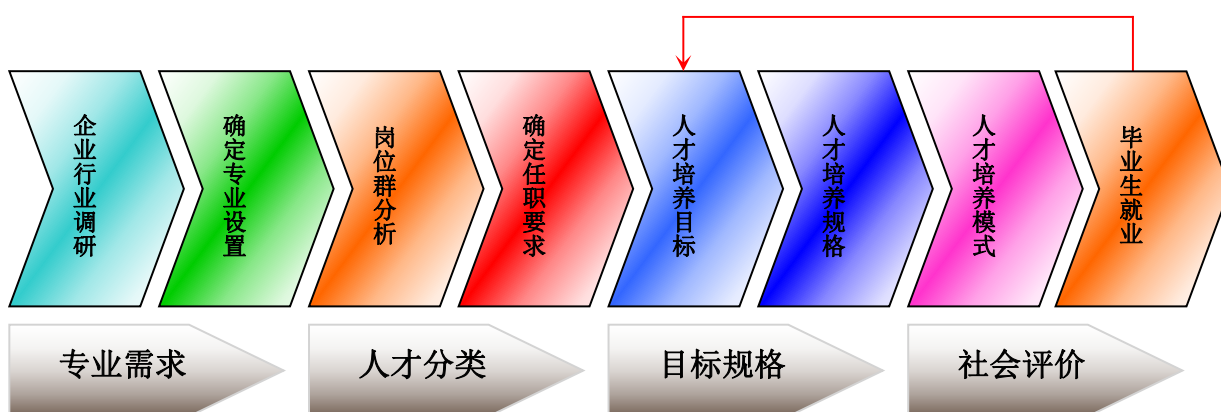 企业行业调研
确定专业设置
岗位群分析
确定任职要求
人才培养目标
人才培养规格
人才培养模式
毕业生就业
专业需求
人才分类
目标规格
社会评价